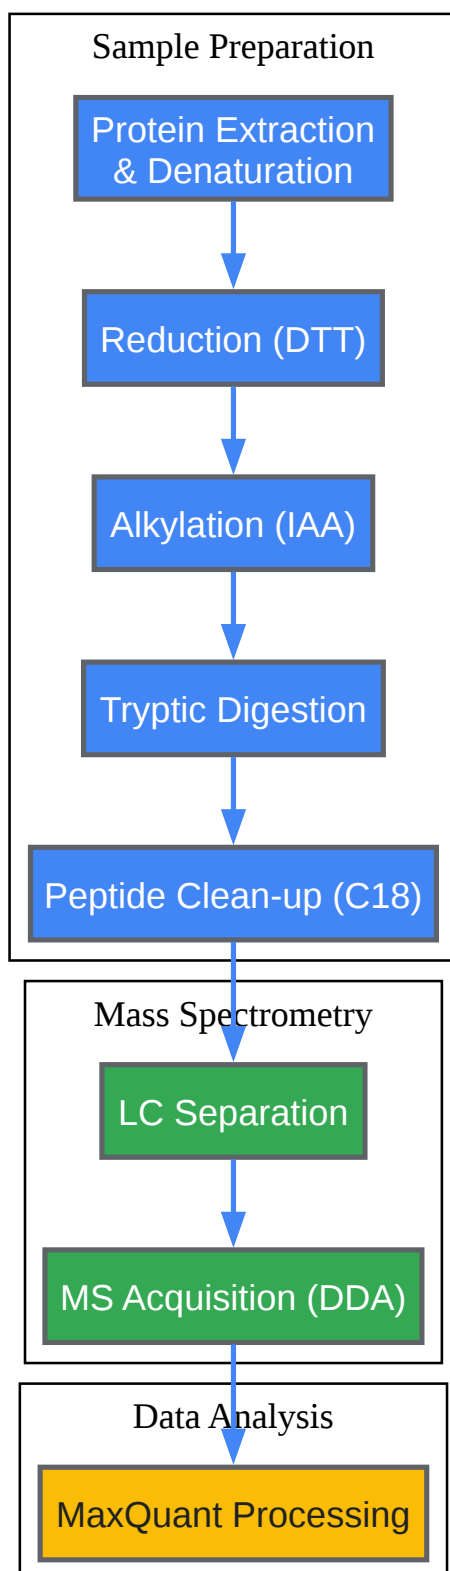 Sample Preparation
Protein Extraction
& Denaturation
Reduction (DTT)
Alkylation (IAA)
Tryptic Digestion
Peptide Clean-up (C18)
Mass Spectrometry
LC Separation
MS Acquisition (DDA)
Data Analysis
MaxQuant Processing